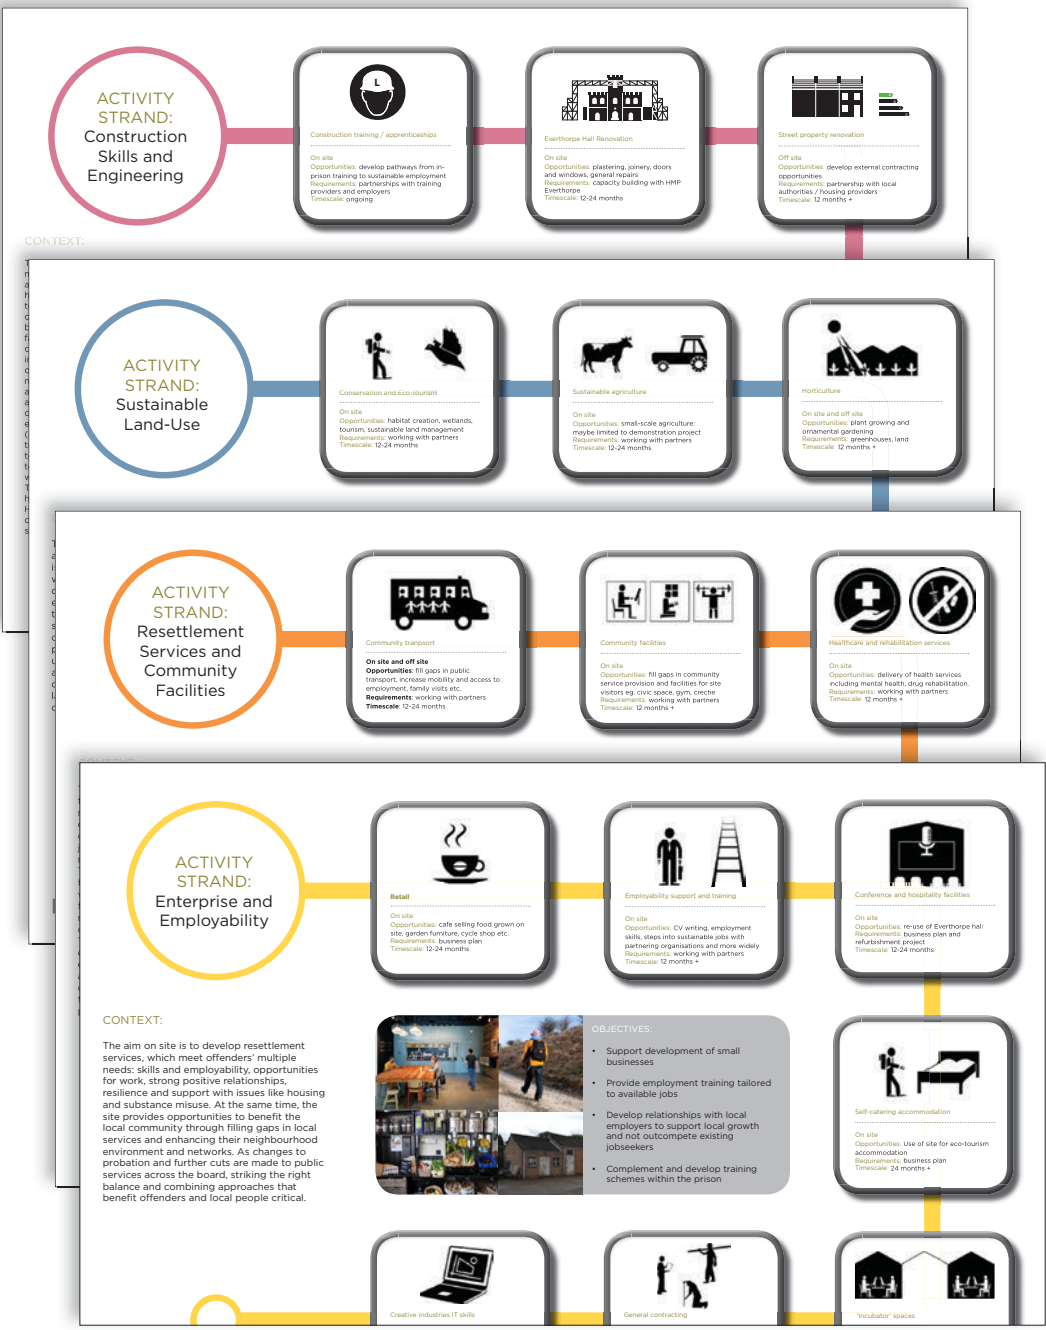 ACTIVITY
STRAND:
Construction
Skills and
Engineering
L
Construction training / apprenticeships
On site
Opportunities: develop pathways from in-
prison training to sustainable employment
Requirements: partnerships with training
providers and employers
Timescale: ongoing
Everthorpe Hall Renovation
On site
Opportunities: plastering, joinery, doors
and windows, general repairs
Requirements: capacity building with HMP
Everthorpe
Timescale: 12-24 months
Street property renovation
Off site
Opportunities: develop external contracting
opportunities
Requirements: partnership with local
authorities / housing providers
Timescale: 12 months +
CONTEXT:
ACTIVITY
STRAND:
Sustainable
Land-Use
Conservation and Eco-tourism
On site
Opportunities: habitat creation, wetlands,
tourism, sustainable land management
Requirements: working with partners
Timescale: 12-24 months
Sustainable agriculture
On site
Opportunities: small-scale agriculture:
maybe limited to demonstration project
Requirements: working with partners
Timescale: 12-24 months
Horticulture
On site and off site
Opportunities: plant growing and
ornamental gardening
Requirements: greenhouses, land
Timescale: 12 months +
ACTIVITY
STRAND:
Resettlement
Services and
Community
Facilities
Community transport
On site and off site
Opportunities: fill gaps in public
transport, increase mobility and access to
employment, family visits etc.
Requirements: working with partners
Timescale: 12-24 months
Community facilities
On site
Opportunities: fill gaps in community
service provision and facilities for site
visitors eg. civic space, gym, creche
Requirements: working with partners
Timescale: 12 months +
Healthcare and rehabilitation services
On site
Opportunities: delivery of health services
including mental health, drug rehabilitation.
Requirements: working with partners
Timescale: 12 months +
ACTIVITY
STRAND:
Enterprise and
Employability
Retail
On site
Opportunities: cafe selling food grown on
site, garden furniture, cycle shop etc.
Requirements: business plan
Timescale: 12-24 months
Employability support and training
On site
Opportunities: CV writing, employment
skills, steps into sustainable jobs with
partnering organisations and more widely
Requirements: working with partners
Timescale: 12 months +
Conference and hospitality facilities
On site
Opportunities: re-use of Everthorpe hall
Requirements: business plan and
refurbishment project
Timescale: 12-24 months
CONTEXT:
The aim on site is to develop resettlement
services, which meet offenders' multiple
needs: skills and employability, opportunities
for work, strong positive relationships,
resilience and support with issues like housing
and substance misuse. At the same time, the
site provides opportunities to benefit the
local community through filling gaps in local
services and enhancing their neighbourhood
environment and networks. As changes to
probation and further cuts are made to public
services across the board, striking the right
balance and combining approaches that
benefit offenders and local people critical.
OBJECTIVES:
• Support development of small
businesses
• Provide employment training tailored
to available jobs
• Develop relationships with local
employers to support local growth
and not outcompete existing
jobseekers
• Complement and develop training
schemes within the prison
Self-catering accommodation
On site
Opportunities: Use of site for eco-tourism
accommodation
Requirements: business plan
Timescale: 24 months +
Creative industries IT skills
General contracting
'Incubator' spaces